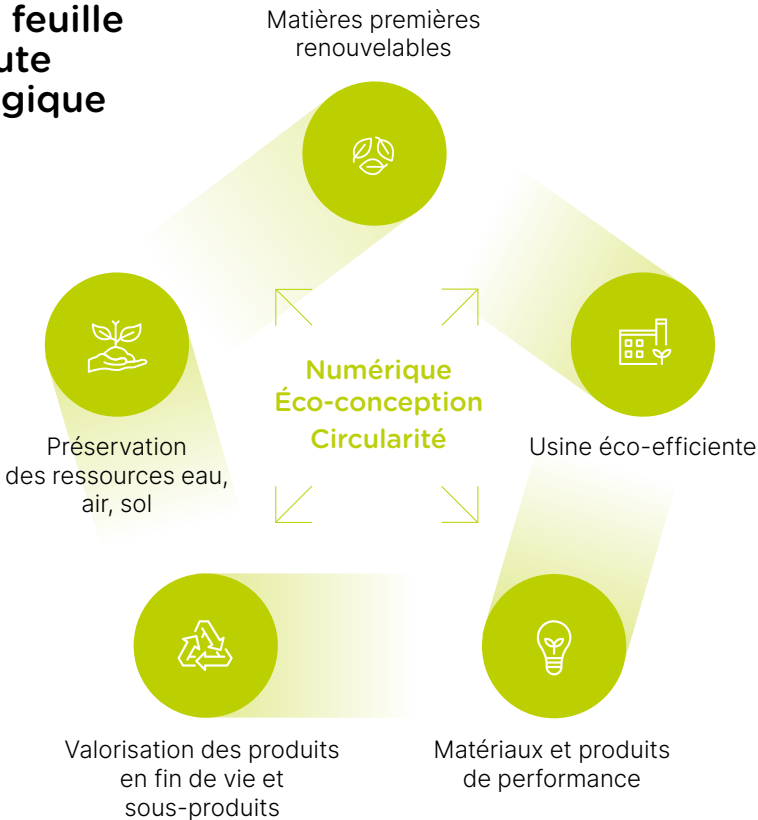 feuille
ute
gique
Matières premières
renouvelables
Numérique
Éco-conception
Circularité
Usine éco-efficiente
Préservation
des ressources eau,
air, sol
Valorisation des produits
en fin de vie et
sous-produits
Matériaux et produits
de performance